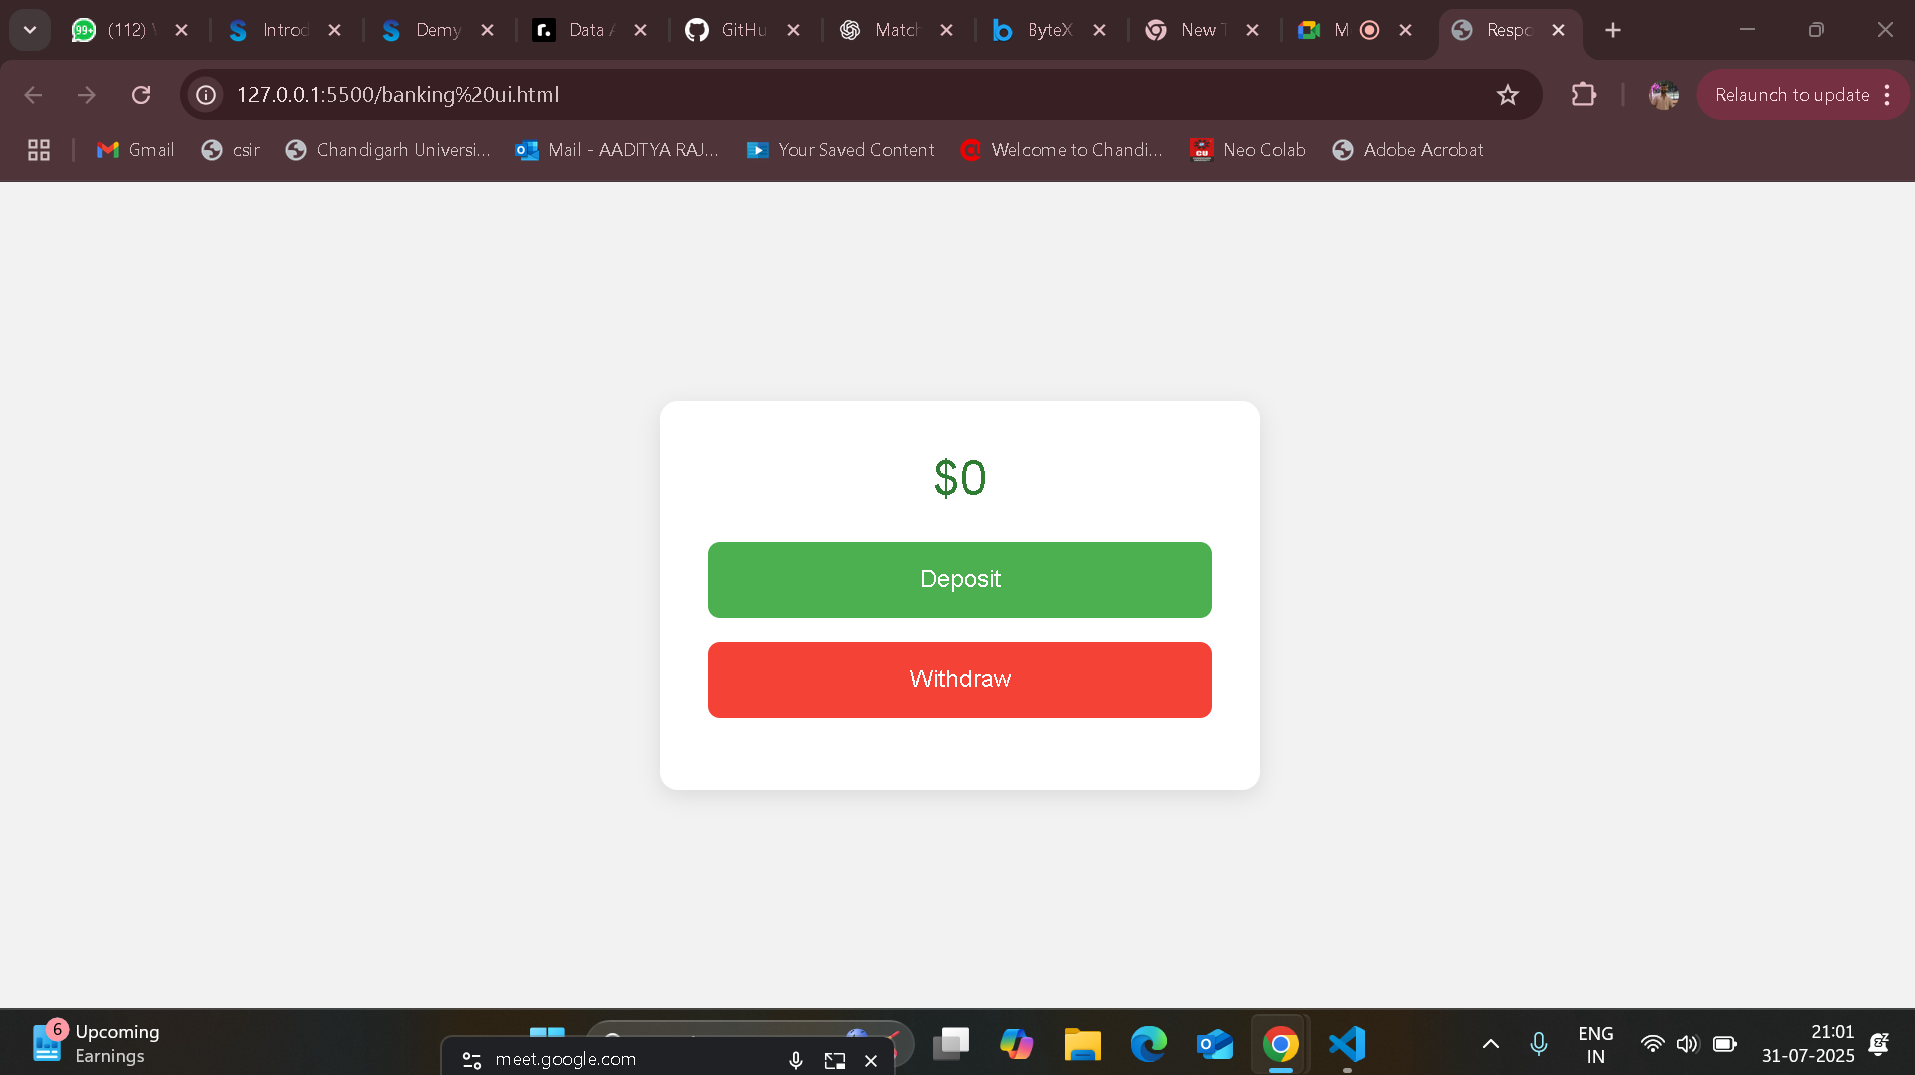 99+ (112) Introd Demy Data A GitHu Match ByteX New T M Respo
127.0.0.1:5500/banking%20ui.html Relaunch to update
Gmail csir Chandigarh Universi... Mail - AADITYA RAJ... Your Saved Content Welcome to Chandi... Neo Colab Adobe Acrobat
$0
Deposit
Withdraw
6 Upcoming
Earnings
meet.google.com
ENG
IN
21:01
31-07-2025